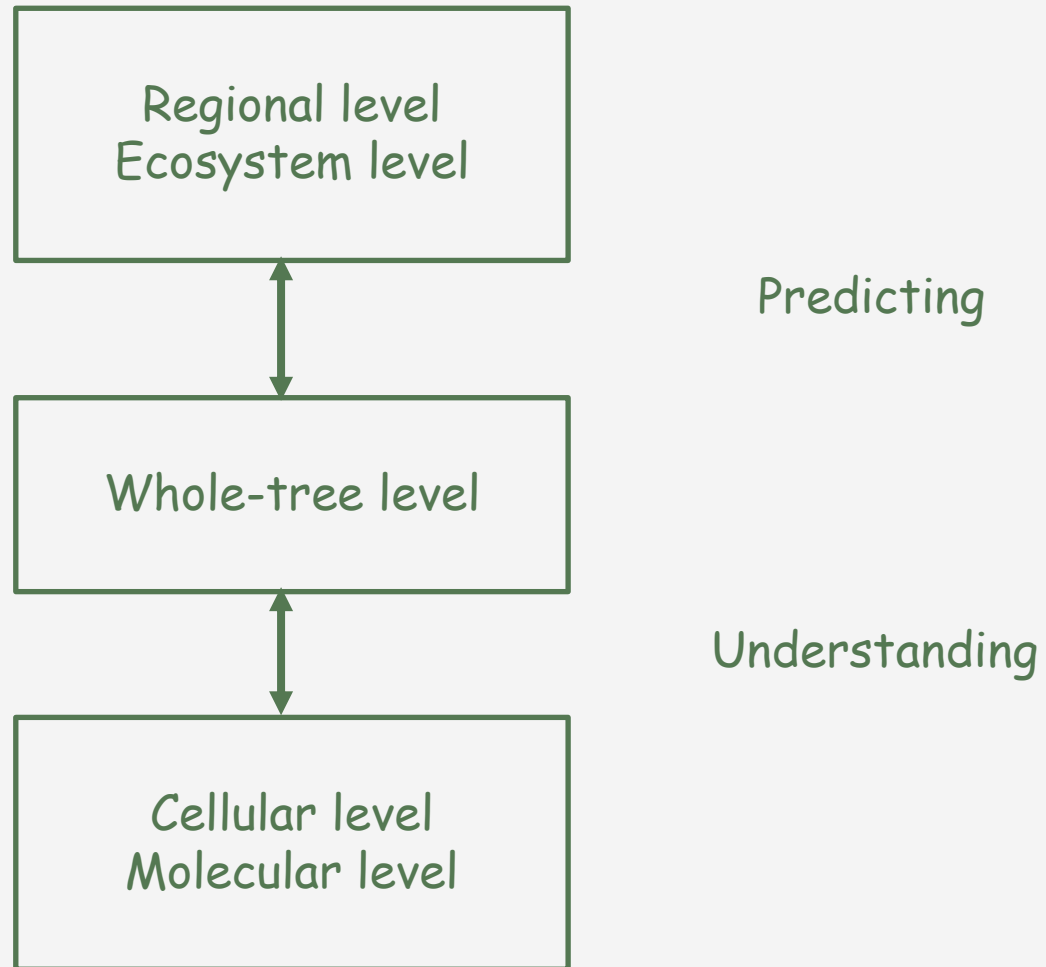 Regional level
Ecosystem level
Predicting
Whole-tree level
Understanding
Cellular level
Molecular level